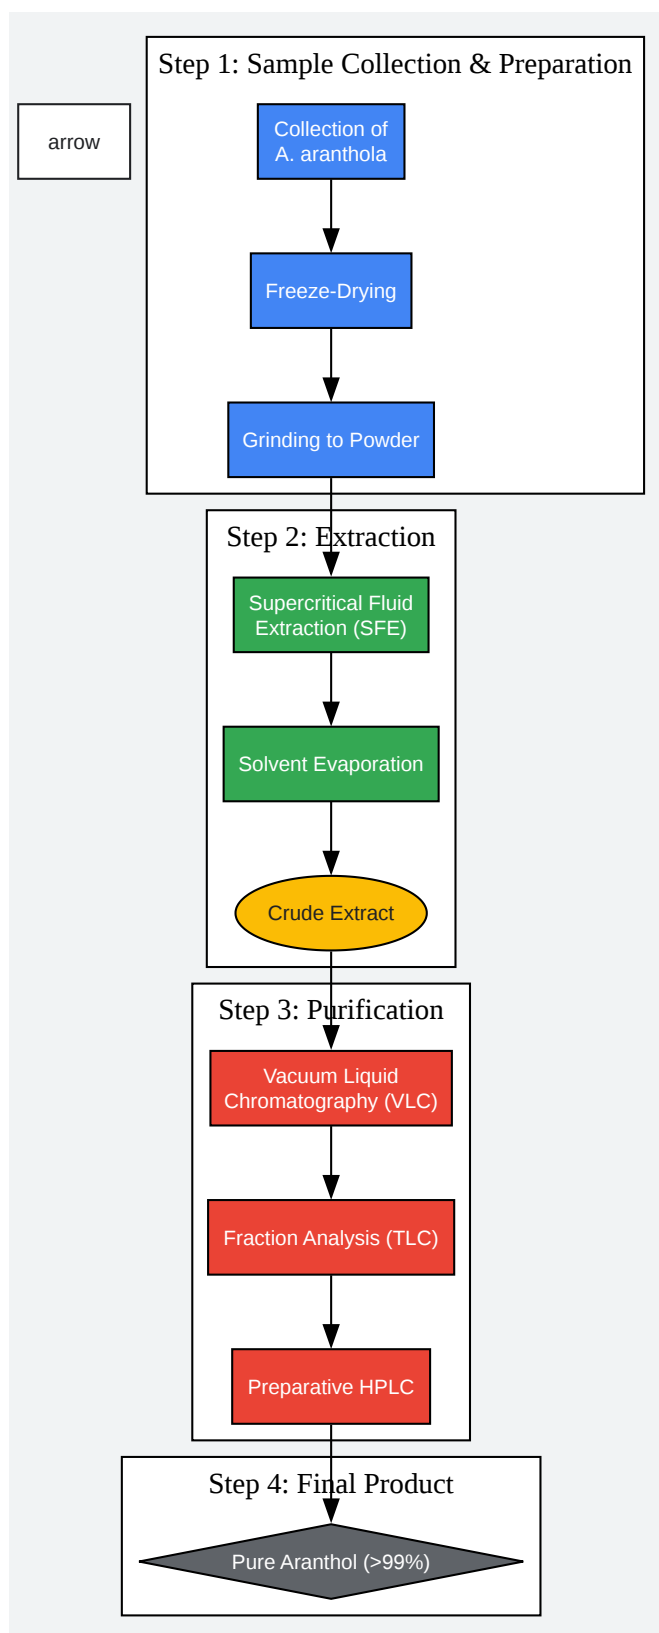 Step 1: Sample Collection & Preparation
arrow
Collection of
A. aranthola
Freeze-Drying
Grinding to Powder
Step 2: Extraction
Supercritical Fluid
Extraction (SFE)
Solvent Evaporation
Crude Extract
Step 3: Purification
Vacuum Liquid
Chromatography (VLC)
Fraction Analysis (TLC)
Preparative HPLC
Step 4: Final Product
Pure Aranthol (>99%)